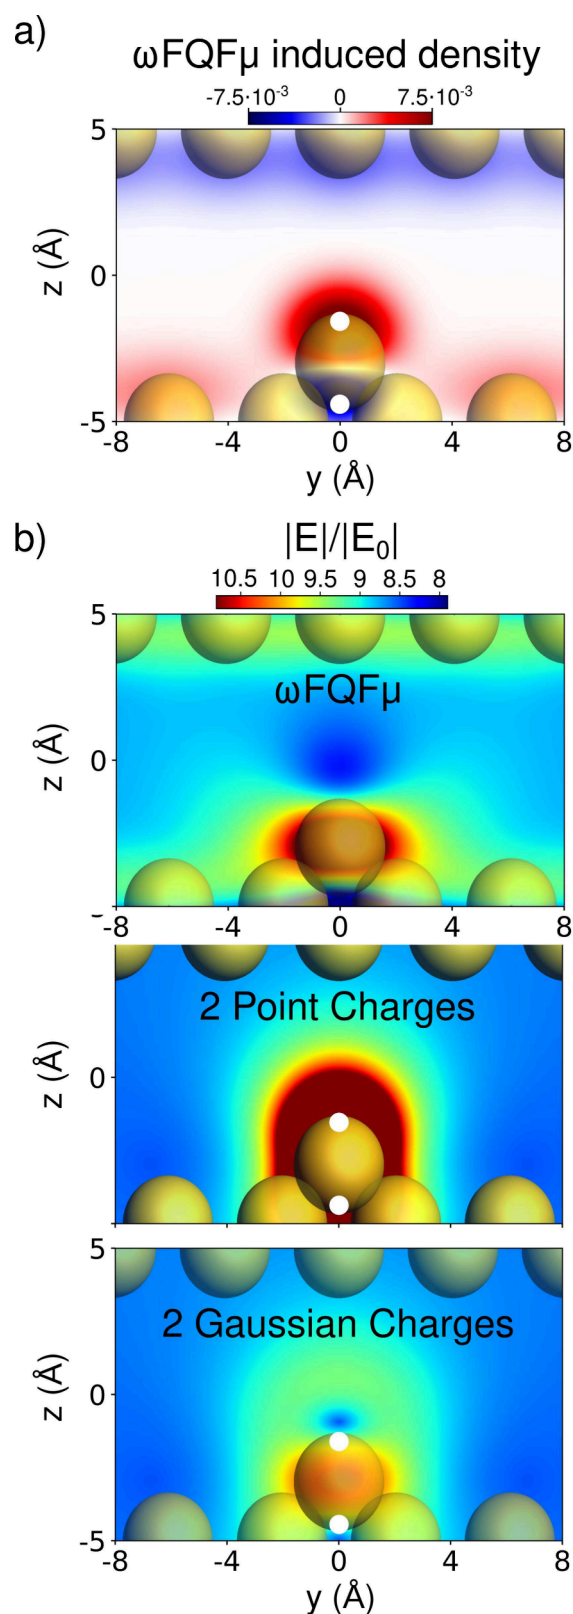 a)
ωFQFμ induced density
-7.5·10⁻³ 0 7.5·10⁻³
5
z (Å)
0
-5
-8 -4 0 4 8
y (Å)
b)
|E|/|E₀|
10.5 10 9.5 9 8.5 8
5
ωFQFμ
z (Å)
0
-8 -4 0 4 8
2 Point Charges
z (Å)
0
5
2 Gaussian Charges
z (Å)
0
-5
-8 -4 0 4 8
y (Å)